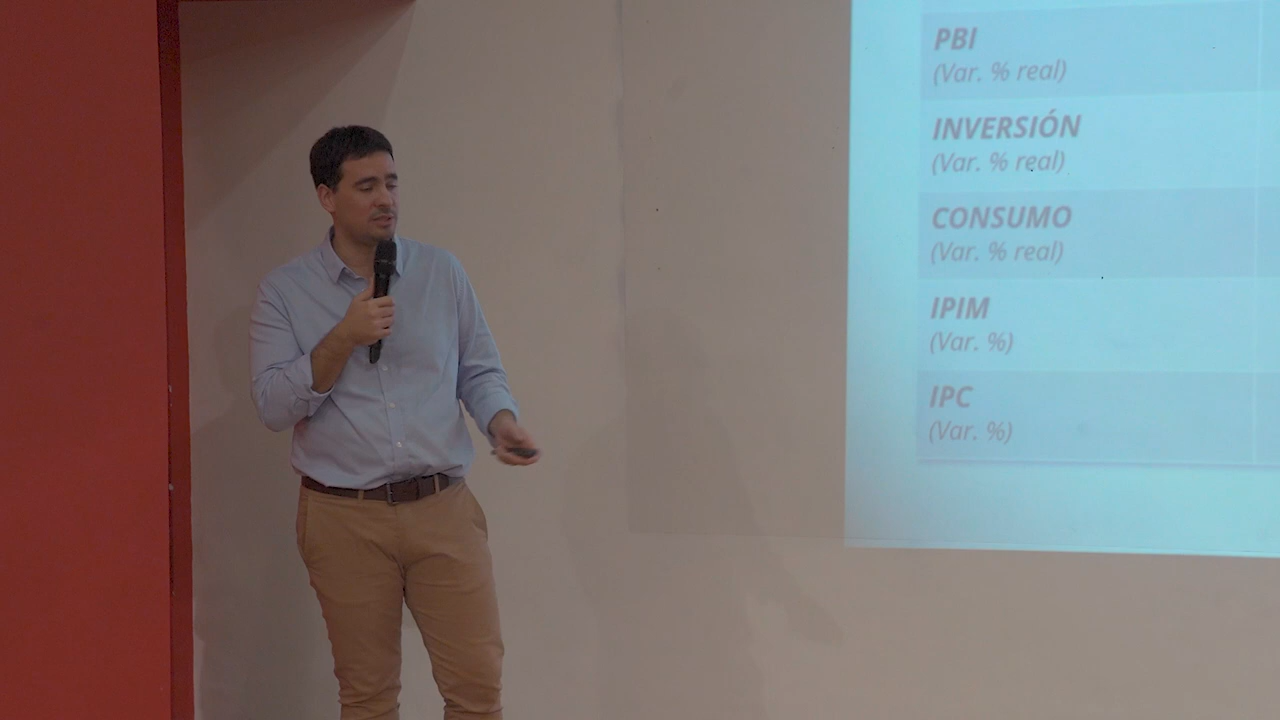 PBI
(Var. % real)
INVERSIÓN
(Var. % real)
CONSUMO
(Var. % real)
IPIM
(Var. %)
IPC
(Var. %)